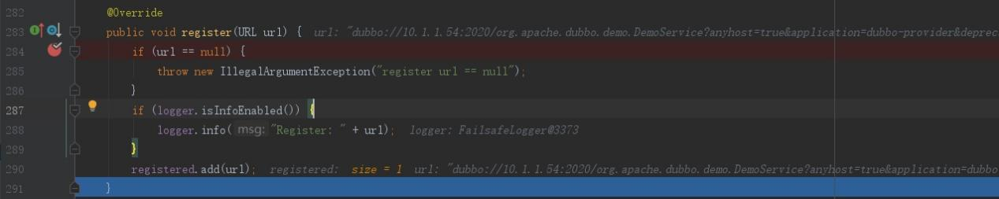 282 @Override
283 public void register(URL url) { url: "dubbo://10.1.1.54:2020/org.apache.dubbo.demo.DemoService?anyhost=true&application=dubbo-provider&deprec
284 if (url == null) {
285 throw new IllegalArgumentException("register url == null");
286 }
287 if (logger.isInfoEnabled()) {
288 logger.info( msg: "Register: " + url); logger: FailsafeLogger@3373
289 }
290 registered.add(url); registered: size = 1 url: "dubbo://10.1.1.54:2020/org.apache.dubbo.demo.DemoService?anyhost=true&application=dubbo
291 }